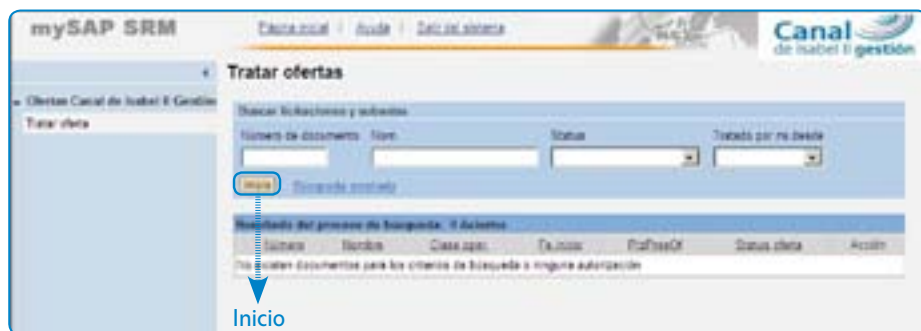 mySAP SRM
Página inicial | Ayuda | Salir del sistema
Canal
de Isabel II gestión
Tratar ofertas
Ofertas Canal de Isabel II Gestión
Tratar oferta
Buscar licitaciones y subastas
Número de documento Nom. Status Tratado por mi desde
Inicio Búsqueda ampliada
Resultado del proceso de búsqueda: 0 Aciertos
Número Nombre Clase oper. Fe.inicio Status oferta Acción
No existen documentos para los criterios de búsqueda o ninguna autorización
Inicio